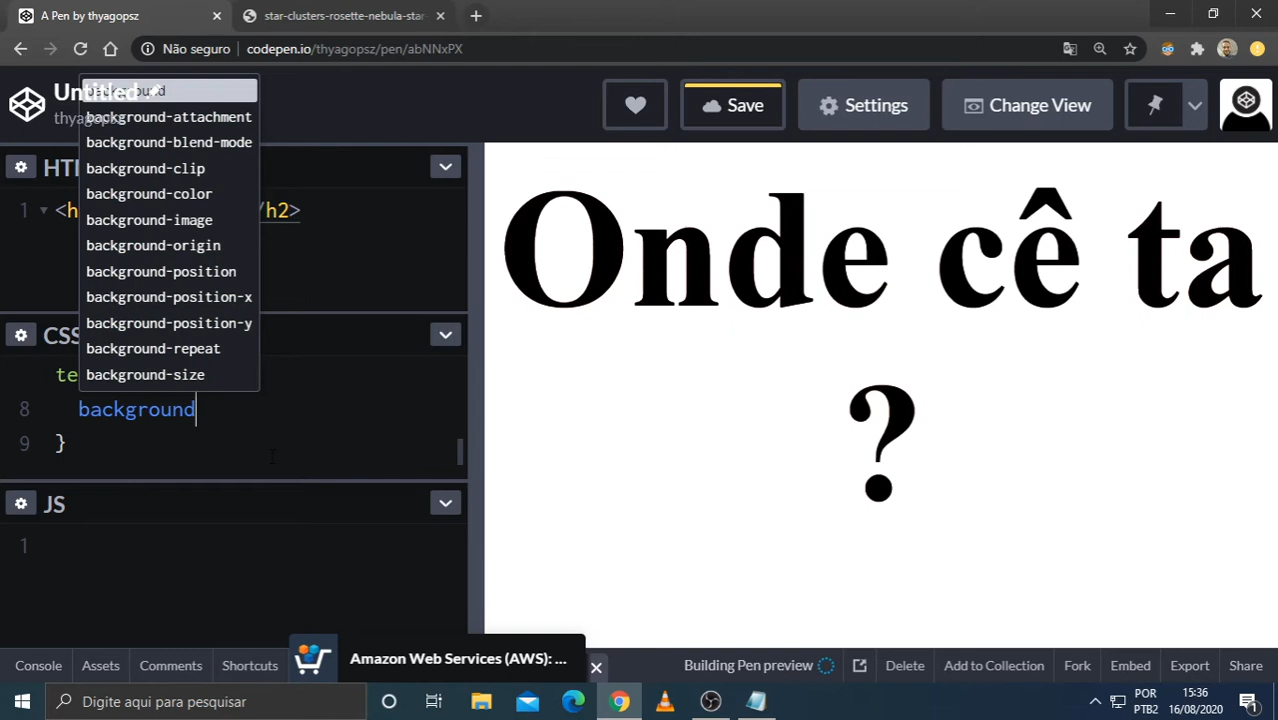 A Pen by thyagopsz
star-clusters-rosette-nebula-star
Não seguro
codepen.io/thyagopsz/pen/abNNxPX
Untitled
thyagopsz
Save
Settings
Change View
background-attachment
background-blend-mode
background-clip
background-color
background-image
background-origin
background-position
background-position-x
background-position-y
background-repeat
background-size
1
<h
/h2>
CSS
te
8 background
9 }
JS
1
Onde cê ta
?
Amazon Web Services (AWS): ...
Console
Assets
Comments
Shortcuts
Building Pen preview
Delete
Add to Collection
Fork
Embed
Export
Share
Digite aqui para pesquisar
POR
PTB2
15:36
16/08/2020
1